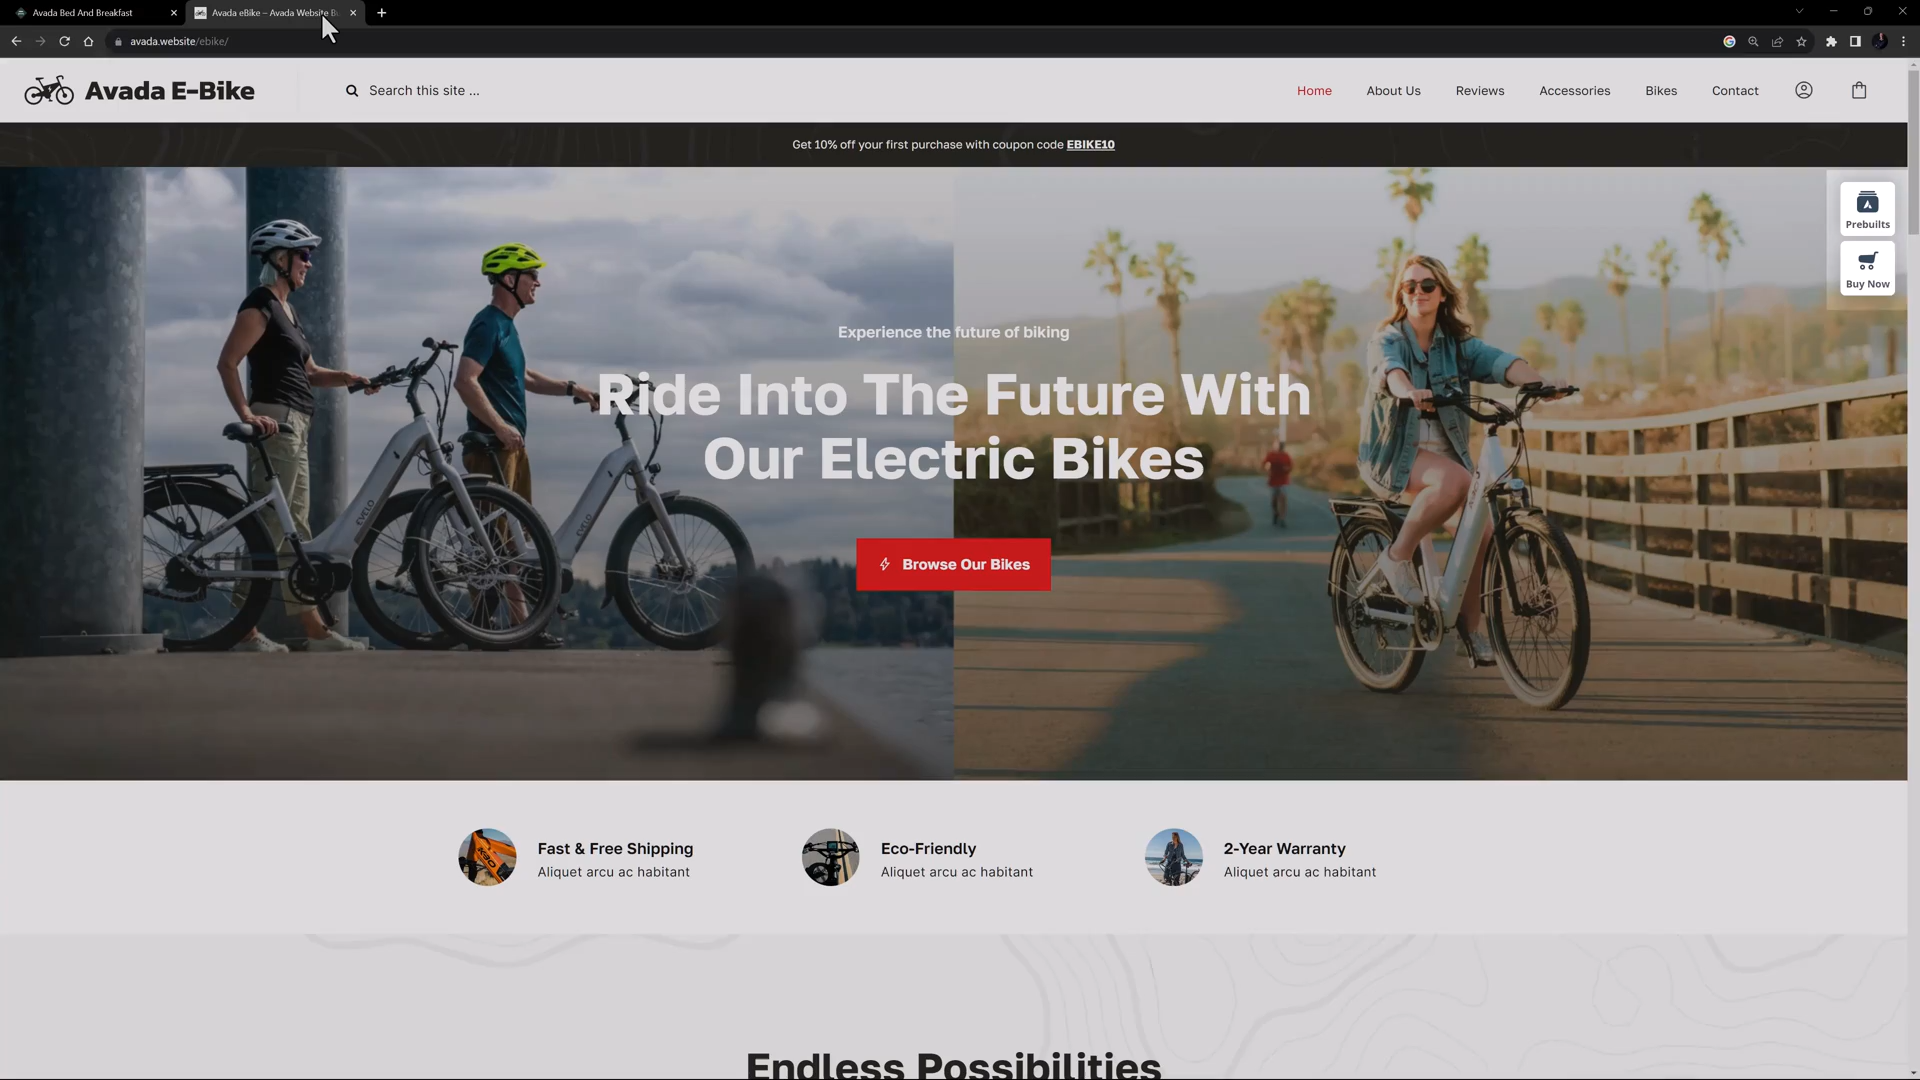 Avada Bed And Breakfast
Avada eBike – Avada Website B
avada.website/ebike/
Avada E-Bike
Search this site ...
Home
About Us
Reviews
Accessories
Bikes
Contact
Get 10% off your first purchase with coupon code EBIKE10
Prebuilts
Buy Now
Experience the future of biking
Ride Into The Future With
Our Electric Bikes
Browse Our Bikes
Fast & Free Shipping
Aliquet arcu ac habitant
Eco-Friendly
Aliquet arcu ac habitant
2-Year Warranty
Aliquet arcu ac habitant
Endless Possibilities